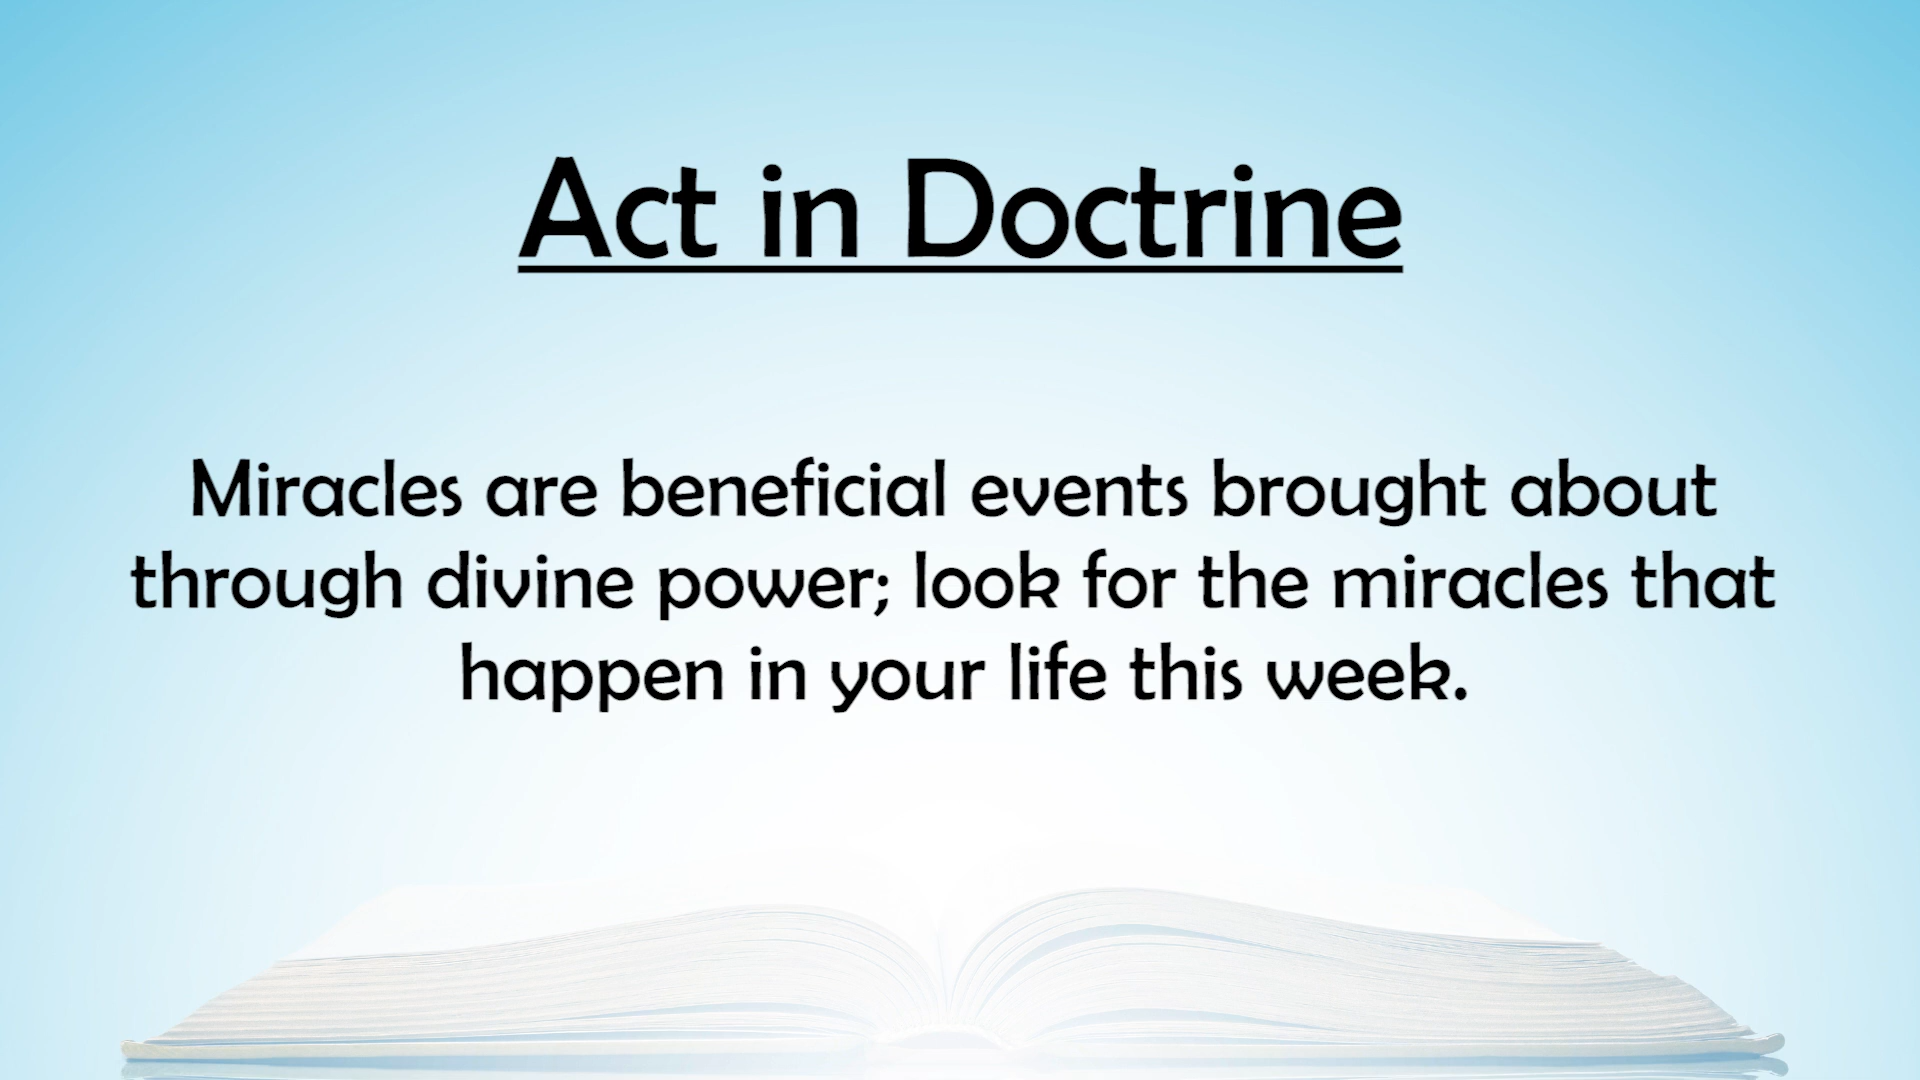 Act in Doctrine
Miracles are beneficial events brought about
through divine power; look for the miracles that
happen in your life this week.